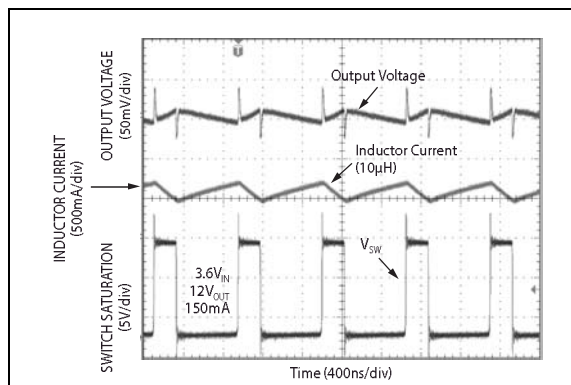 OUTPUT VOLTAGE
(50mV/div)
INDUCTOR CURRENT
(500mA/div)
SWITCH SATURATION
(5V/div)
T
Output Voltage
Inductor Current
(10µH)
VSW
3.6VIN
12VOUT
150mA
Time (400ns/div)